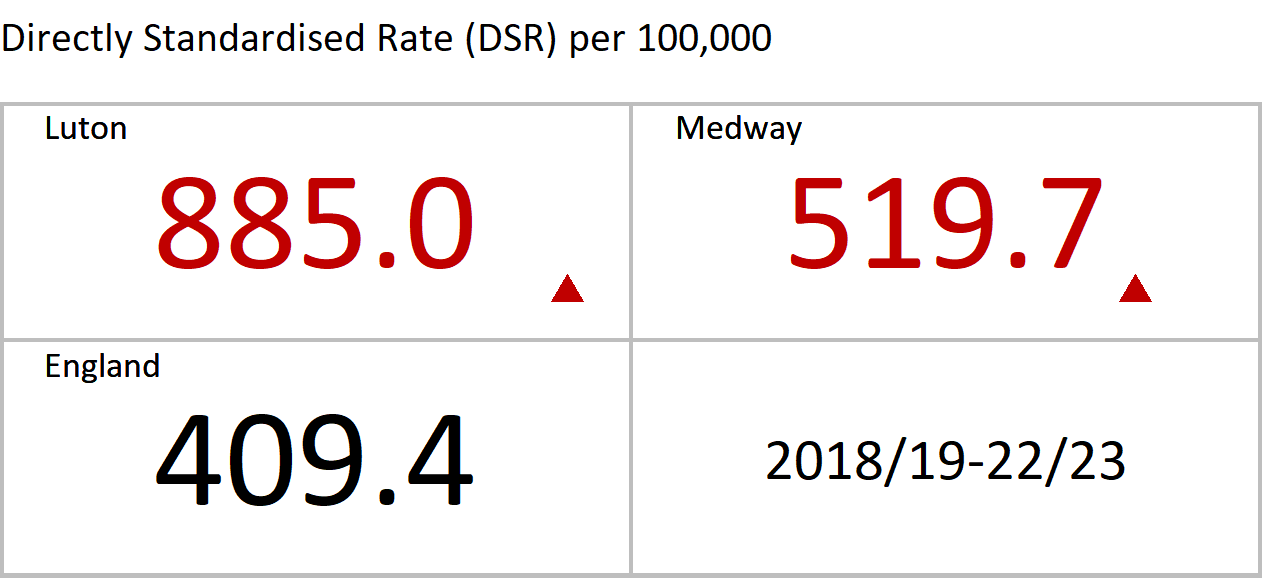 Directly Standardised Rate (DSR) per 100,000
Luton
885.0
Medway
519.7
England
409.4
2018/19-22/23